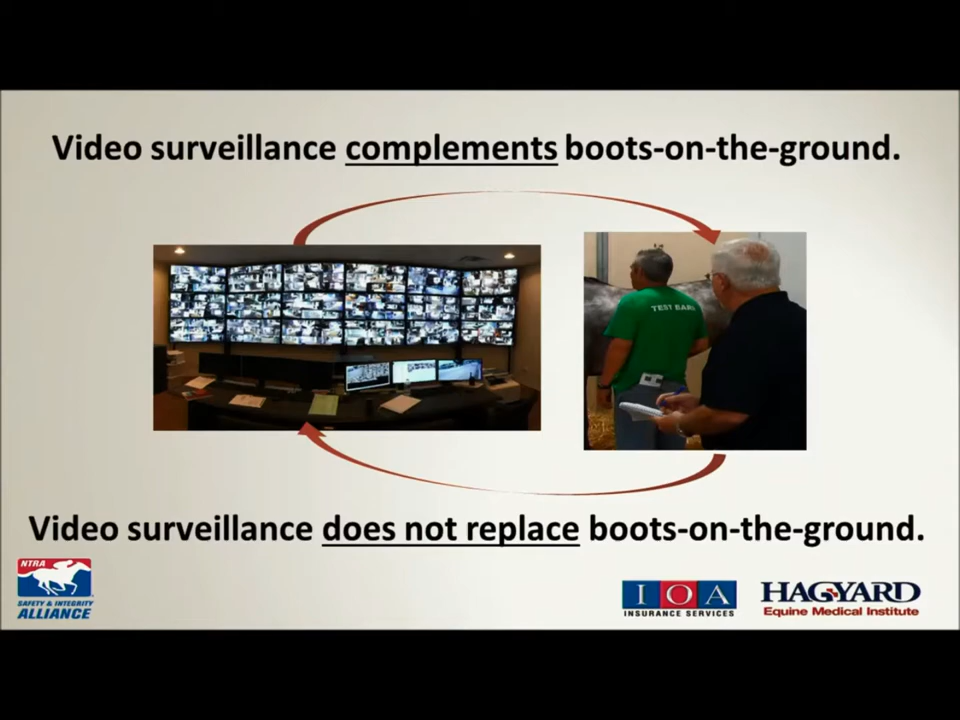 Video surveillance complements boots-on-the-ground.
TEST BARN
Video surveillance does not replace boots-on-the-ground.
NTRA
SAFETY & INTEGRITY
ALLIANCE
IOA
INSURANCE SERVICES
HAGYARD
Equine Medical Institute